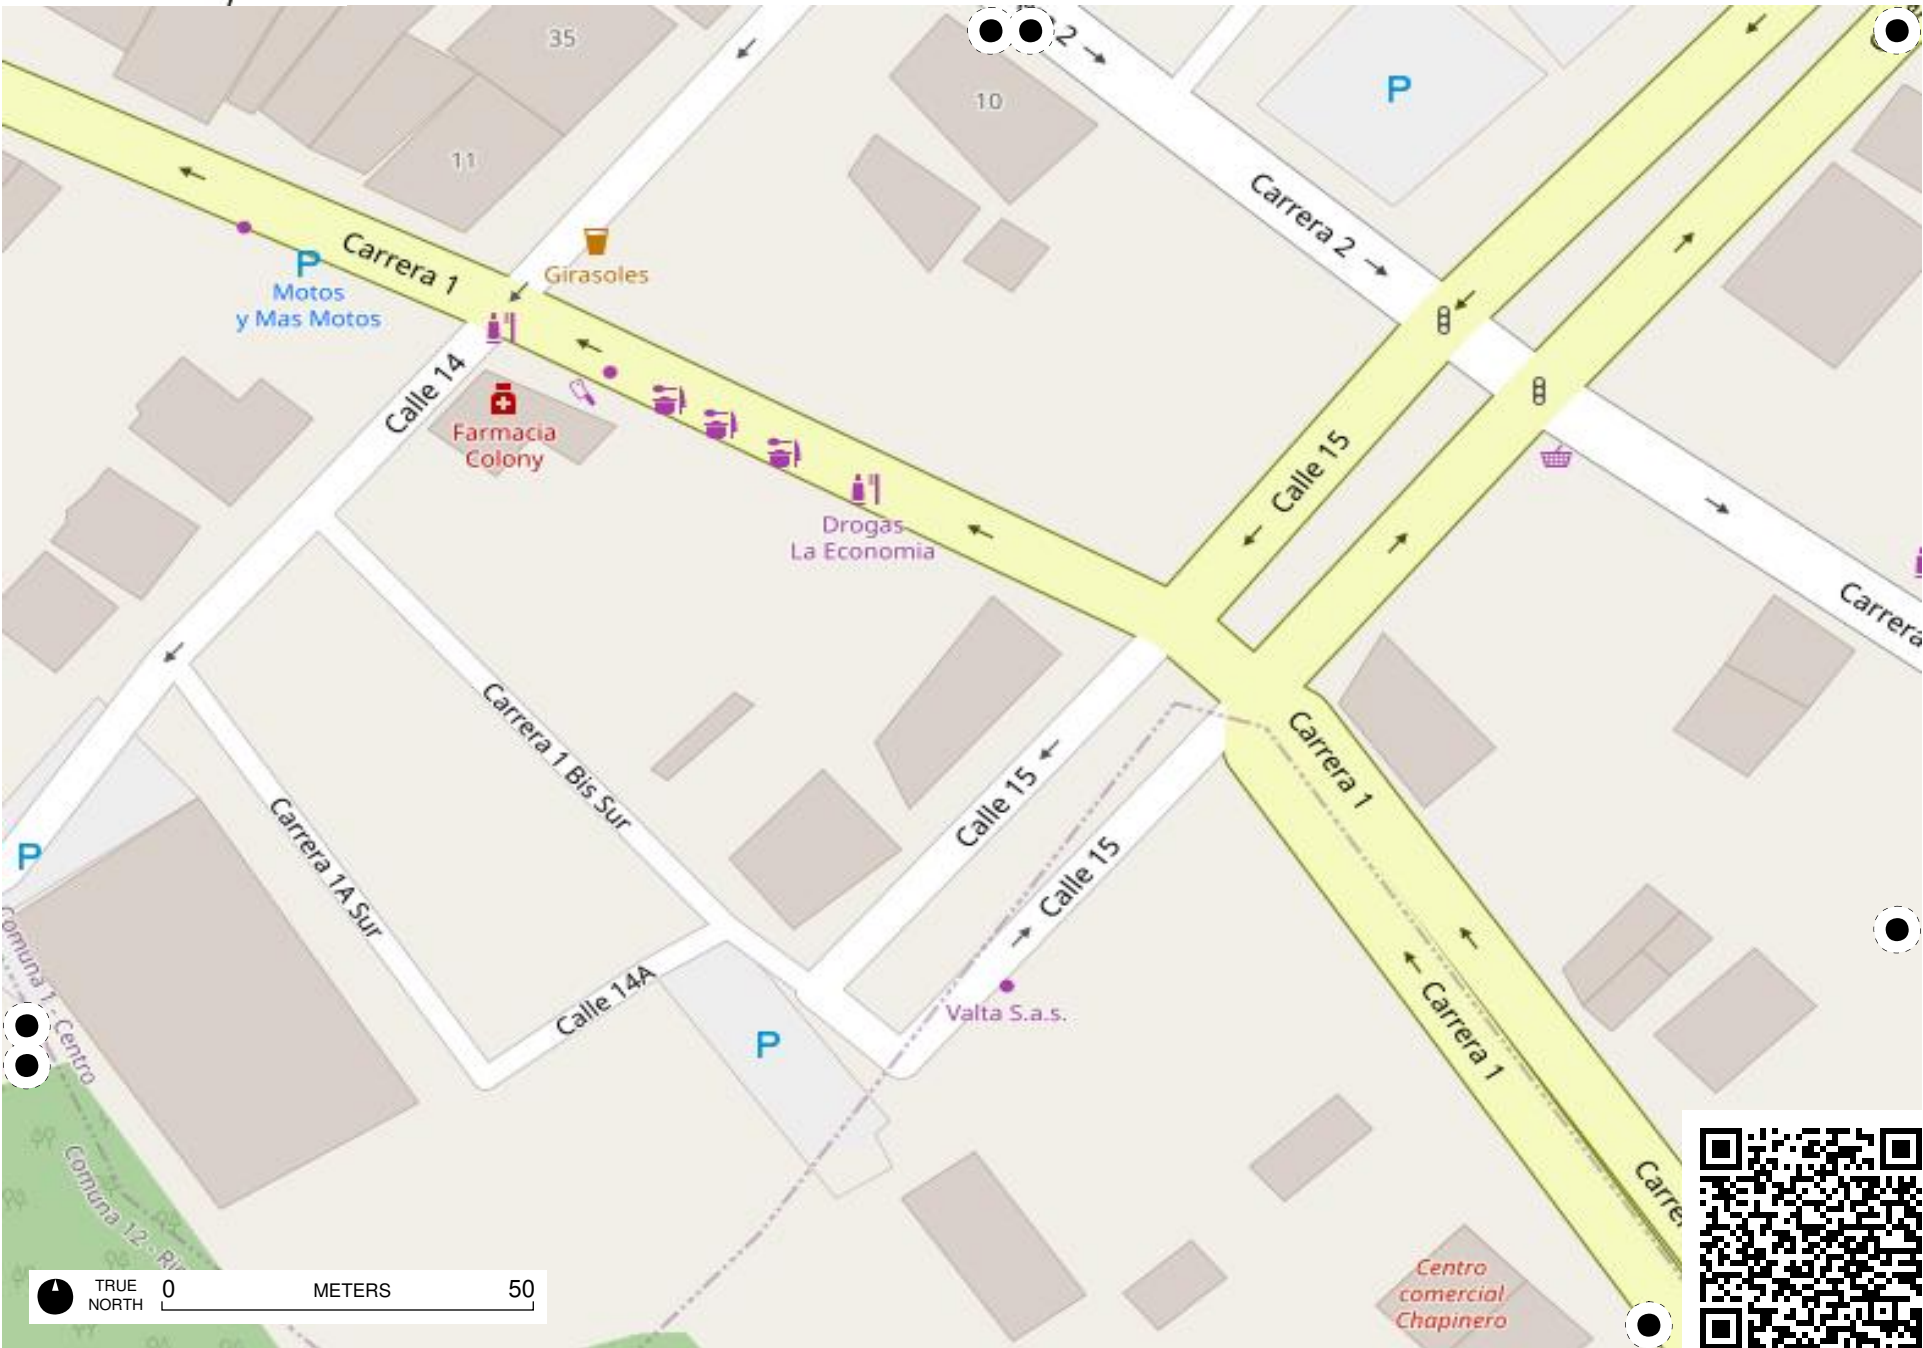 35
2
10
P
11
Carrera 2
Carrera 1
Girasoles
P
Motos
y Mas Motos
Calle 14
Farmacia
Colony
Calle 15
Drogas
La Economia
Carrera
Carrera 1 Bis Sur
Carrera 1
Calle 15
Carrera 1A Sur
Calle 15
P
Comuna 1 - Centro
Calle 14A
Valta S.a.s.
Carrera 1
P
Comuna 12 - Ri
Carre
Centro
comercial
Chapinero
TRUE
NORTH
0 METERS 50